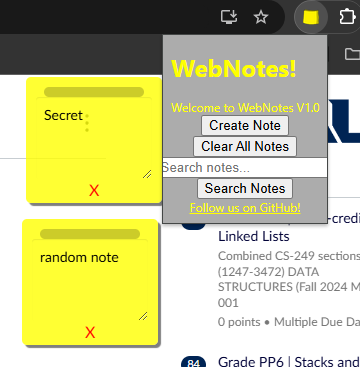 WebNotes!
Welcome to WebNotes V1.0
Create Note
Clear All Notes
Search notes...
Search Notes
Follow us on GitHub!
Secret
X
random note
X
-credi
Linked Lists
Combined CS-249 sections
(1247-3472) DATA
STRUCTURES (Fall 2024 M
001
0 points • Multiple Due Da
84
Grade PP6 | Stacks and